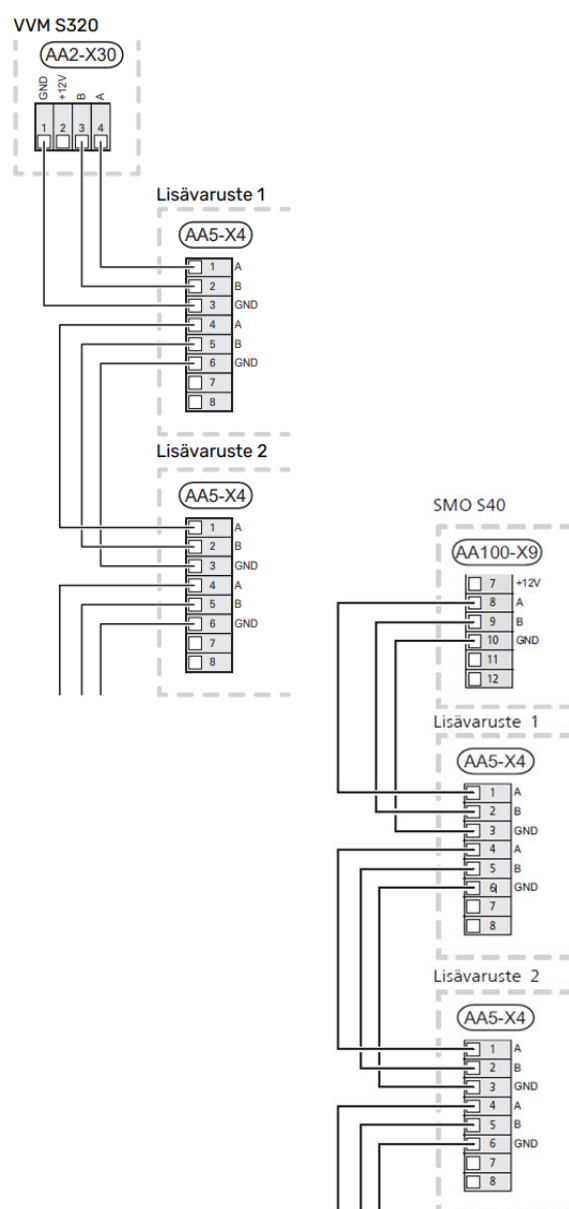 VVM S320
AA2-X30
GND
+12V
B
A
1 2 3 4
Lisävaruste 1
AA5-X4
1 A
2 B
3 GND
4 A
5 B
6 GND
7
8
Lisävaruste 2
AA5-X4
1 A
2 B
3 GND
4 A
5 B
6 GND
7
8
SMO S40
AA100-X9
7 +12V
8 A
9 B
10 GND
11
12
Lisävaruste 1
AA5-X4
1 A
2 B
3 GND
4 A
5 B
6 GND
7
8
Lisävaruste 2
AA5-X4
1 A
2 B
3 GND
4 A
5 B
6 GND
7
8